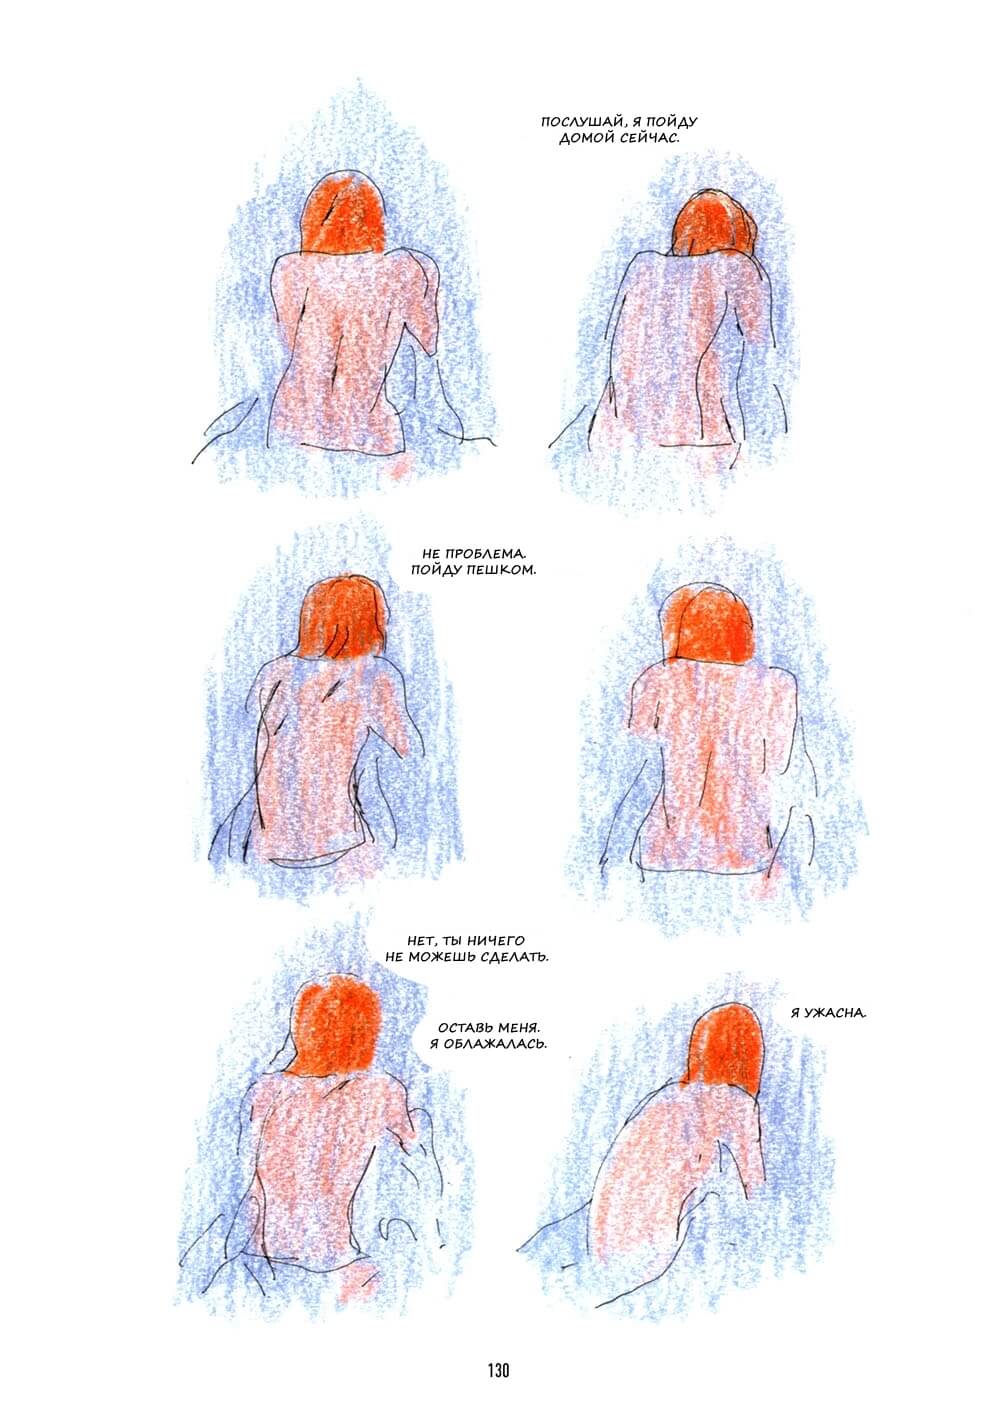 ПОСЛУШАЙ, Я ПОЙДУ
ДОМОЙ СЕЙЧАС.
НЕ ПРОБЛЕМА.
ПОЙДУ ПЕШКОМ.
НЕТ, ТЫ НИЧЕГО
НЕ МОЖЕШЬ СДЕЛАТЬ.
ОСТАВЬ МЕНЯ.
Я ОБЛАЖАЛАСЬ.
Я УЖАСНА.
130